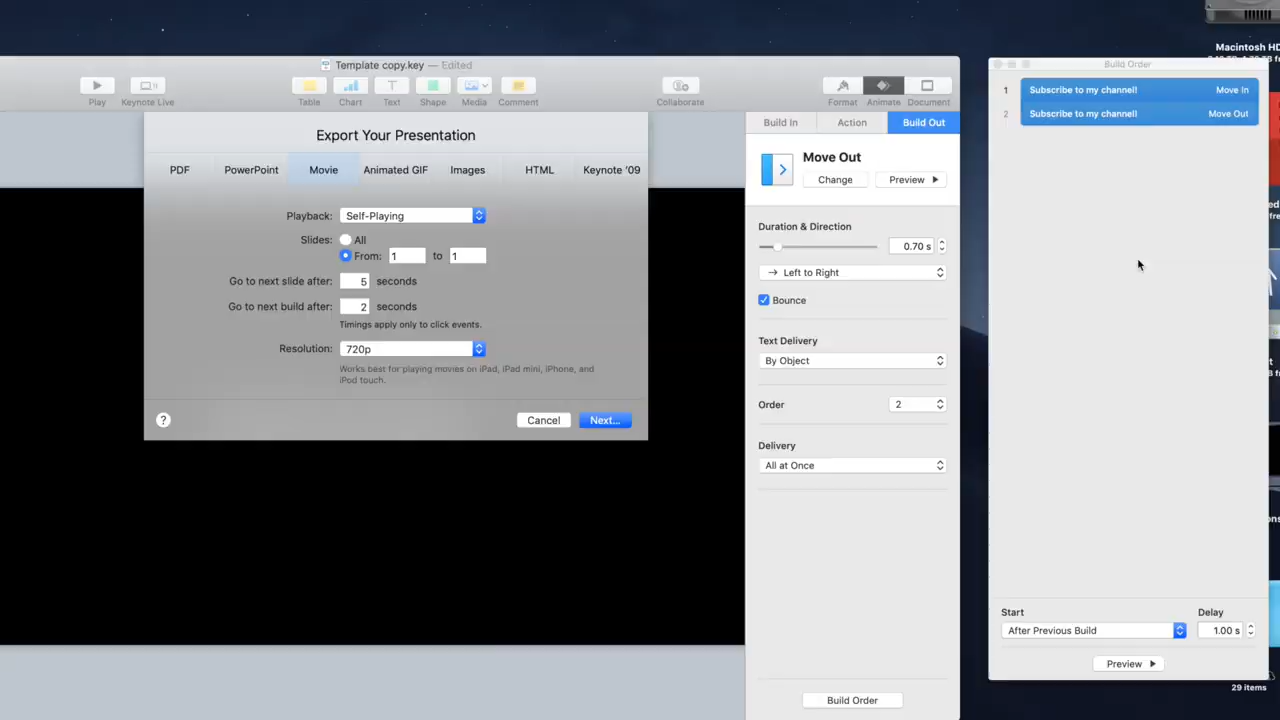 Macintosh HD
Template copy.key — Edited
Play
Keynote Live
Table
Chart
Text
Shape
Media
Comment
Collaborate
Format
Animate
Document
Export Your Presentation
PDF
PowerPoint
Movie
Animated GIF
Images
HTML
Keynote '09
Playback: Self-Playing
Slides: All
From: 1 to 1
Go to next slide after: 5 seconds
Go to next build after: 2 seconds
Timings apply only to click events.
Resolution: 720p
Works best for playing movies on iPad, iPad mini, iPhone, and
iPod touch.
?
Cancel
Next...
Build In
Action
Build Out
Move Out
Change
Preview
Duration & Direction
0.70 s
Left to Right
Bounce
Text Delivery
By Object
Order
2
Delivery
All at Once
Build Order
Build Order
1 Subscribe to my channel! Move In
2 Subscribe to my channel! Move Out
Start
Delay
After Previous Build
1.00 s
Preview
29 items